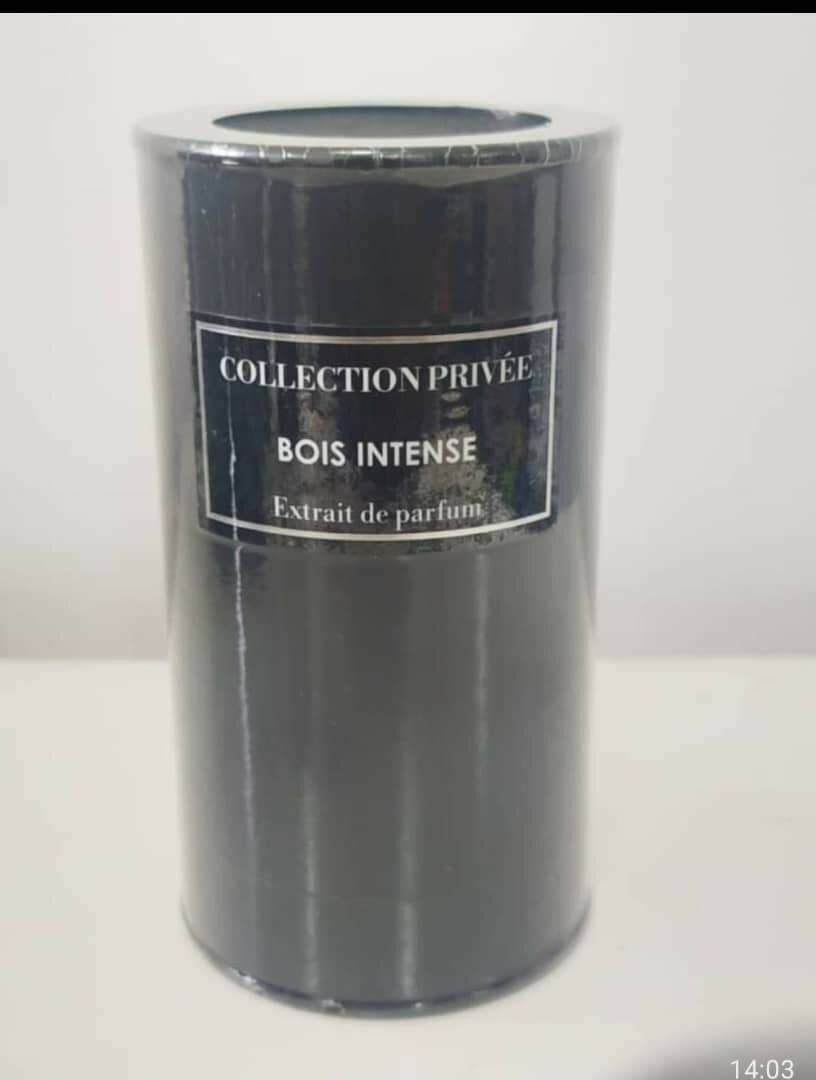 COLLECTION PRIVÉE
BOIS INTENSE
Extrait de parfum
14:03